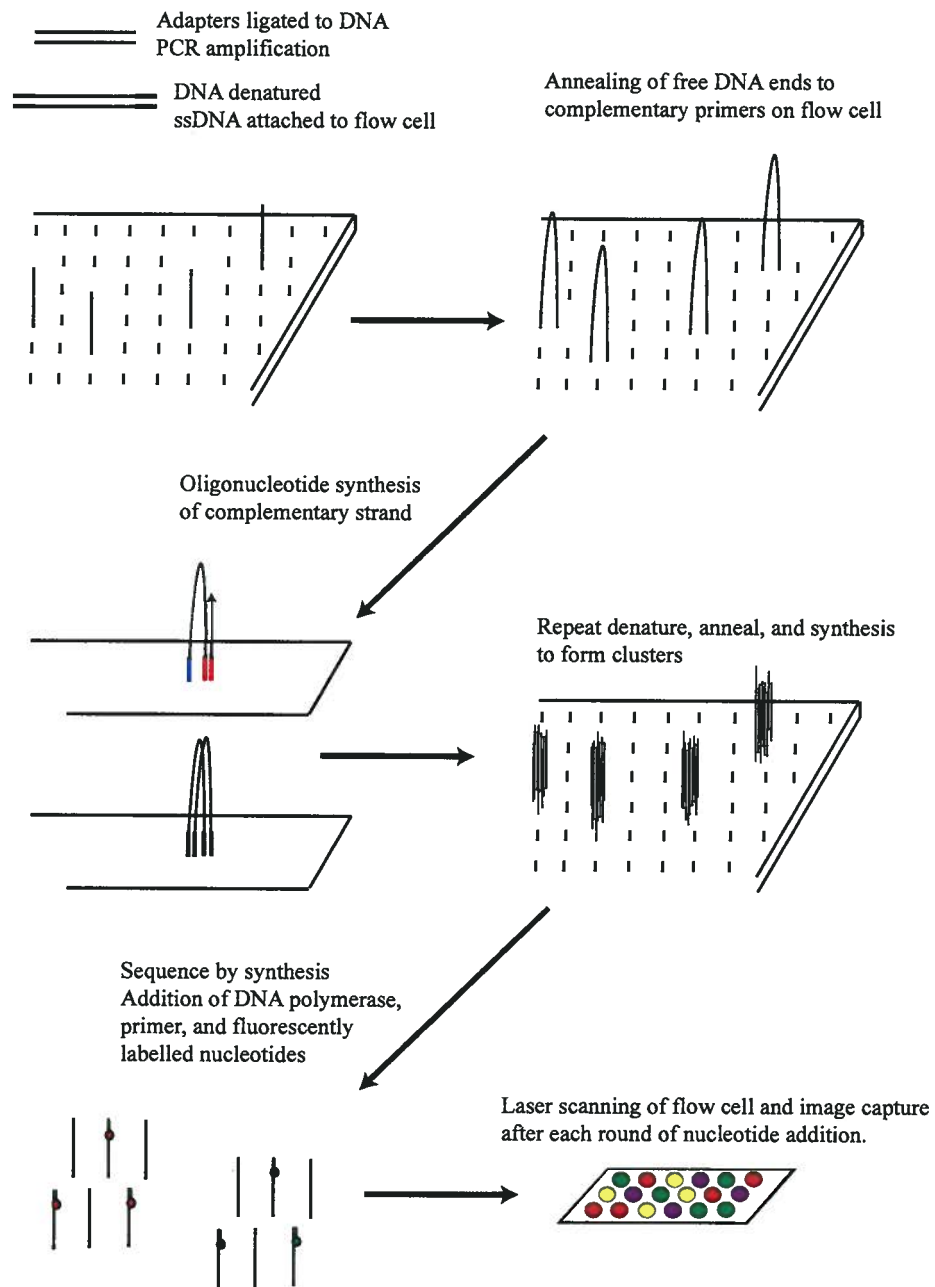 Adapters ligated to DNA
PCR amplification
DNA denatured
ssDNA attached to flow cell
Annealing of free DNA ends to
complementary primers on flow cell
Oligonucleotide synthesis
of complementary strand
Repeat denature, anneal, and synthesis
to form clusters
Sequence by synthesis
Addition of DNA polymerase,
primer, and fluorescently
labelled nucleotides
Laser scanning of flow cell and image capture
after each round of nucleotide addition.